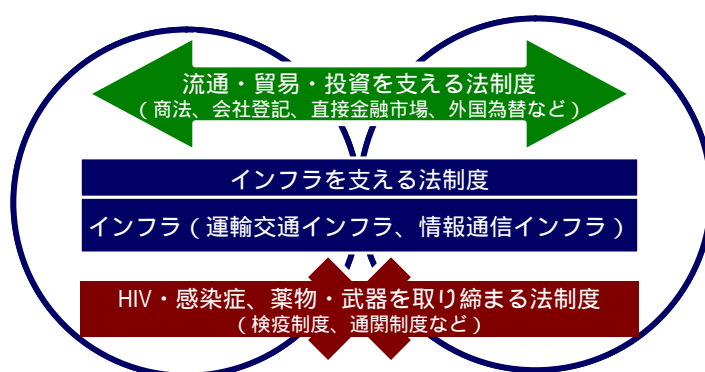 流通・貿易・投資を支える法制度
（商法、会社登記、直接金融市場、外国為替など）
インフラを支える法制度
インフラ（運輸交通インフラ、情報通信インフラ）
HIV・感染症、薬物・武器を取り締まる法制度
（検疫制度、通関制度など）